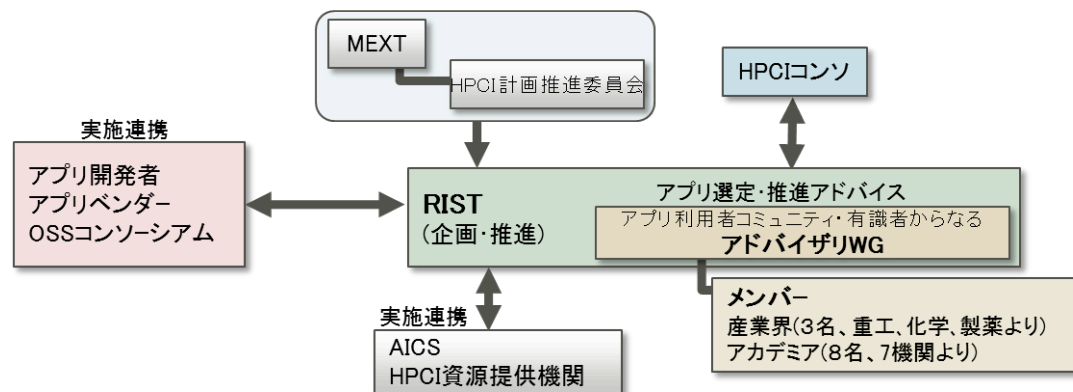 MEXT
HPCI計画推進委員会
HPCIコンソ
実施連携
アプリ開発者
アプリベンダー
OSSコンソーシアム
RIST
(企画・推進)
アプリ選定・推進アドバイス
アプリ利用者コミュニティ・有識者からなる
アドバイザリWG
メンバー
産業界(3名、重工、化学、製薬より)
アカデミア(8名、7機関より)
実施連携
AICS
HPCI資源提供機関